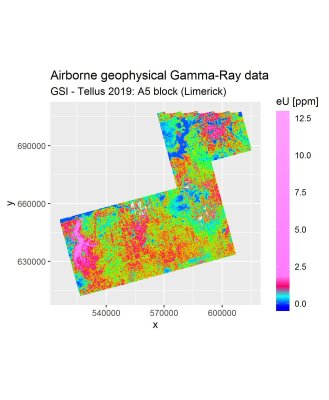 Airborne geophysical Gamma-Ray data
GSI - Tellus 2019: A5 block (Limerick)
eU [ppm]
12.5
10.0
7.5
5.0
2.5
0.0
690000
660000
630000
y
540000
570000
600000
x